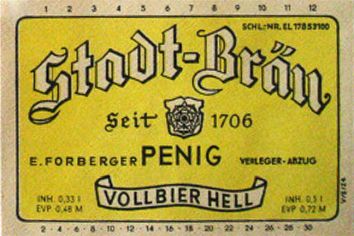 1 2 3 4 5 6 7 8 9 10 11 12
SCHL.-NR. EL 17853100
Stadt-Bräu
Seit 1706
E. FORBERGER PENIG VERLEGER-ABZUG
VOLLBIER HELL
INH. 0,33 l INH. 0,5 l
EVP 0,48 M EVP 0,72 M
2 · 4 · 6 · 8 · 10 · 12 · 14 · 16 · 18 · 20 · 22 · 24 · 26 · 28 · 30